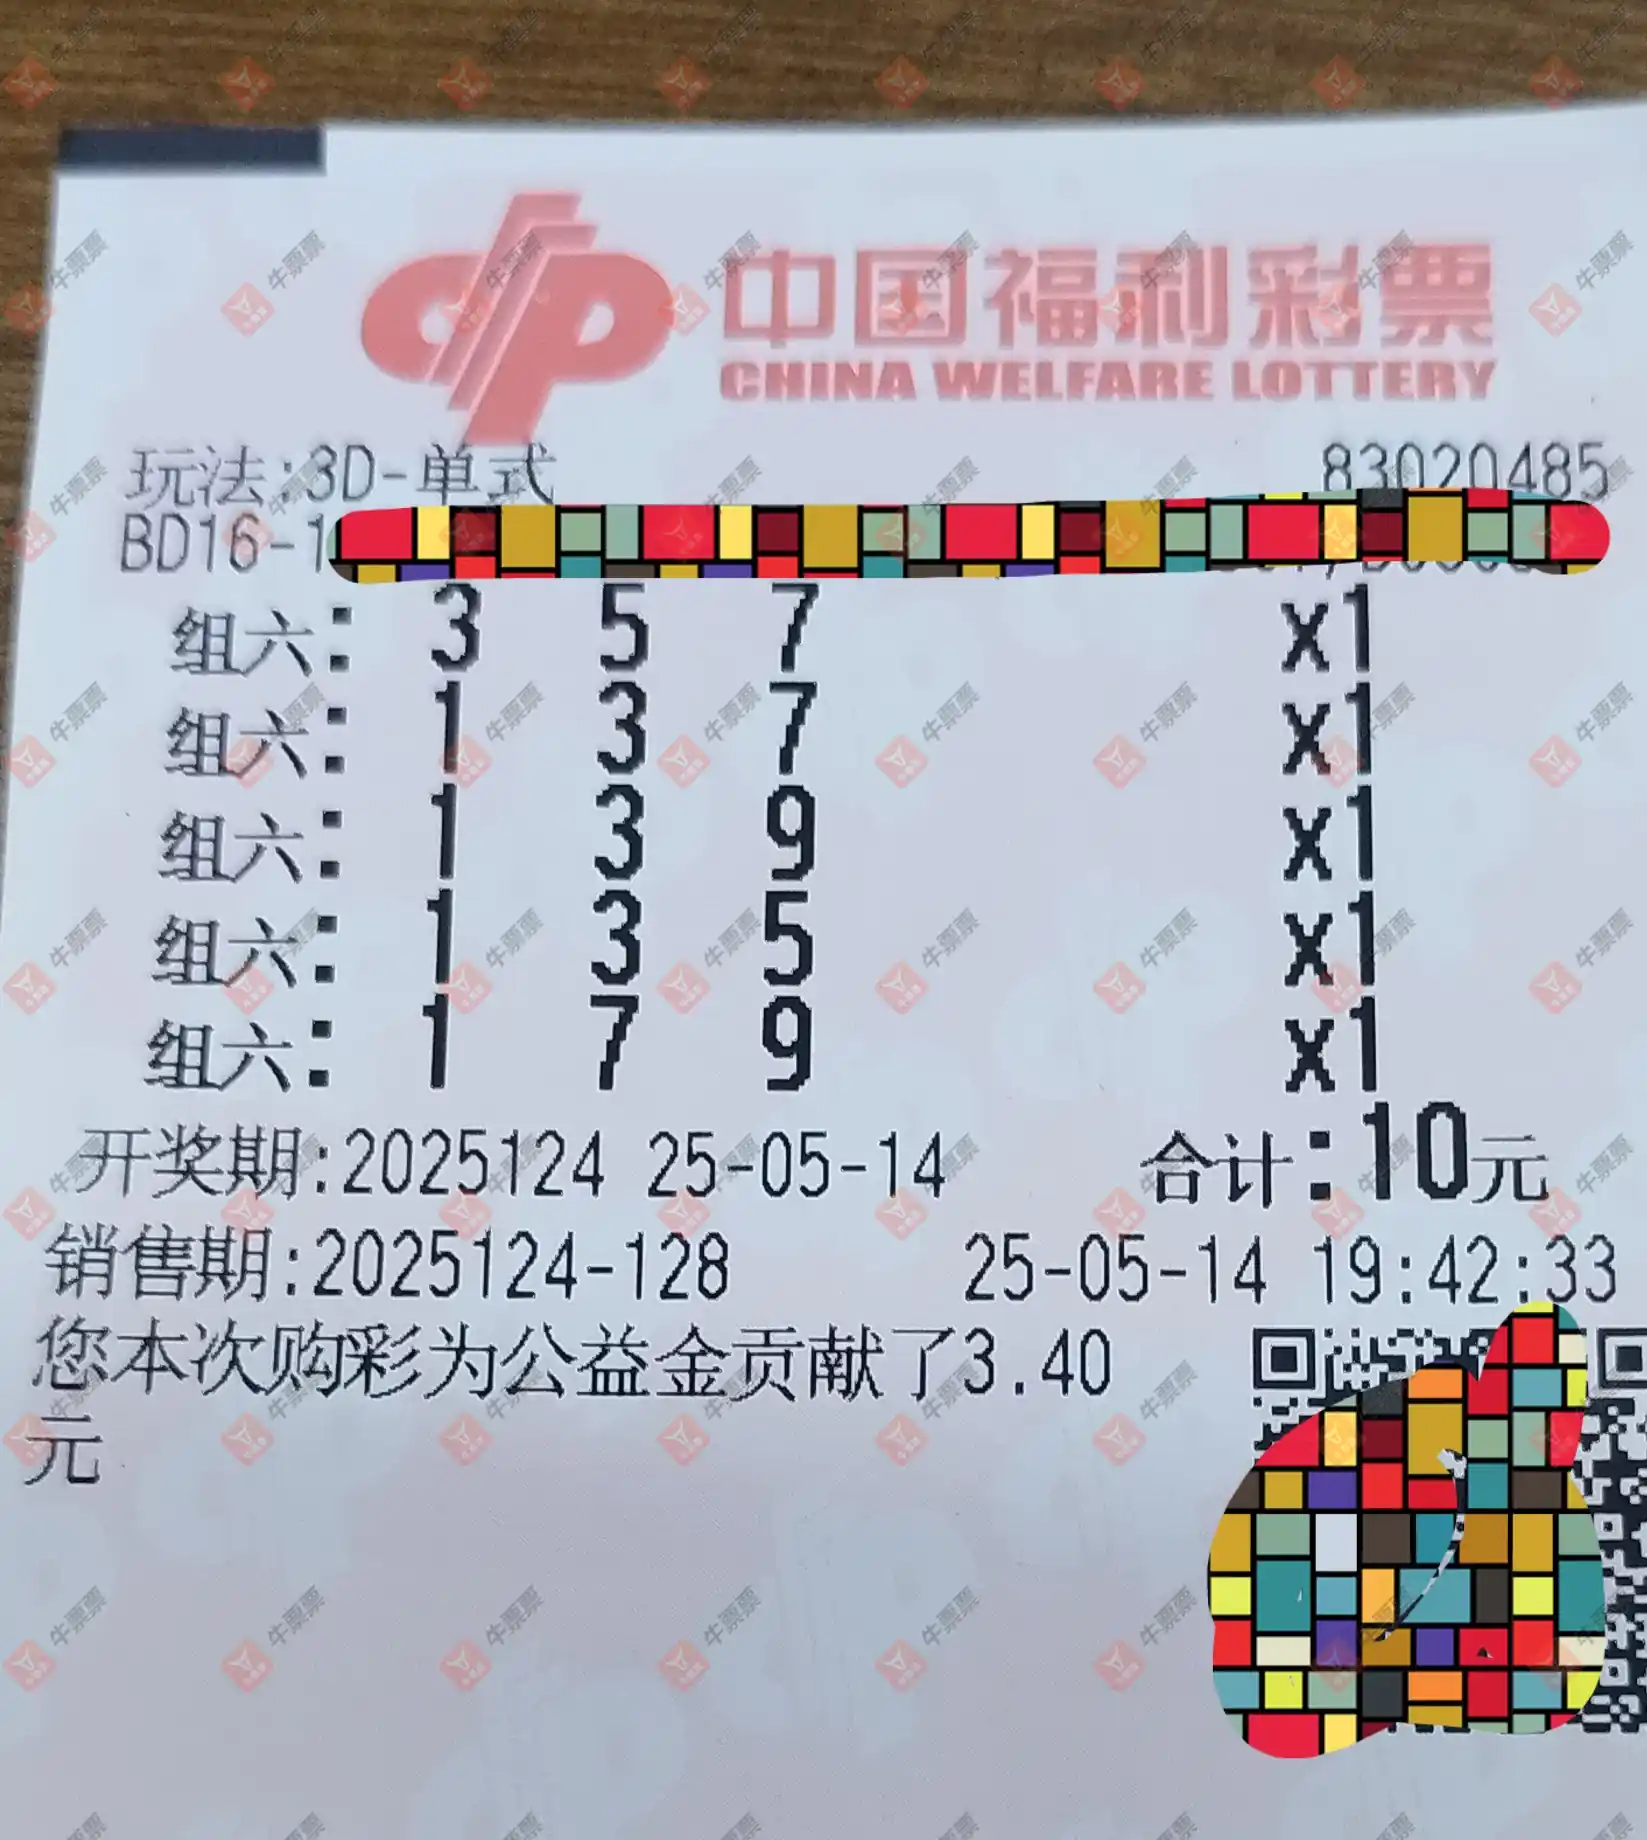 中国福利彩票
CHINA WELFARE LOTTERY
玩法:3D-单式 83020485
BD16-1
组六: 3 5 7 x1
组六: 1 3 7 x1
组六: 1 3 9 x1
组六: 1 3 5 x1
组六: 1 7 9 x1
开奖期:2025124 25-05-14 合计:10元
销售期:2025124-128 25-05-14 19:42:33
您本次购彩为公益金贡献了3.40
元
牛票票